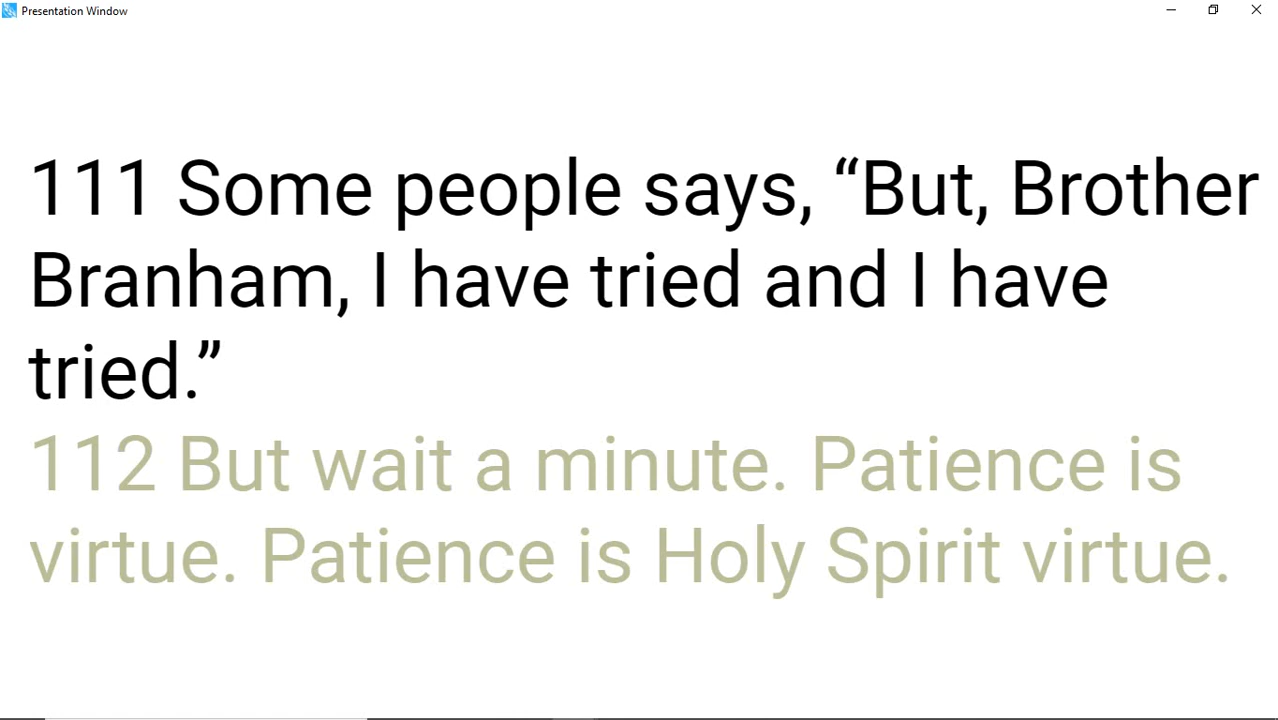 Presentation Window
111 Some people says, “But, Brother
Branham, I have tried and I have
tried.”
112 But wait a minute. Patience is
virtue. Patience is Holy Spirit virtue.